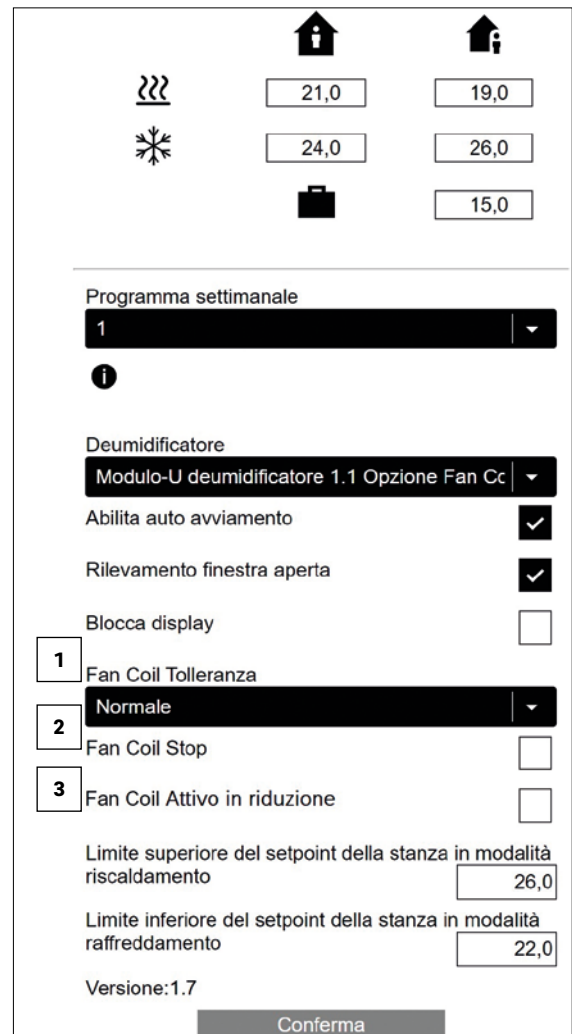 21,0 19,0
24,0 26,0
15,0
Programma settimanale
1
Deumidificatore
Modulo-U deumidificatore 1.1 Opzione Fan Cc
Abilita auto avviamento
Rilevamento finestra aperta
Blocca display
1
Fan Coil Tolleranza
Normale
2
Fan Coil Stop
3
Fan Coil Attivo in riduzione
Limite superiore del setpoint della stanza in modalità
riscaldamento
26,0
Limite inferiore del setpoint della stanza in modalità
raffreddamento
22,0
Versione:1.7
Conferma